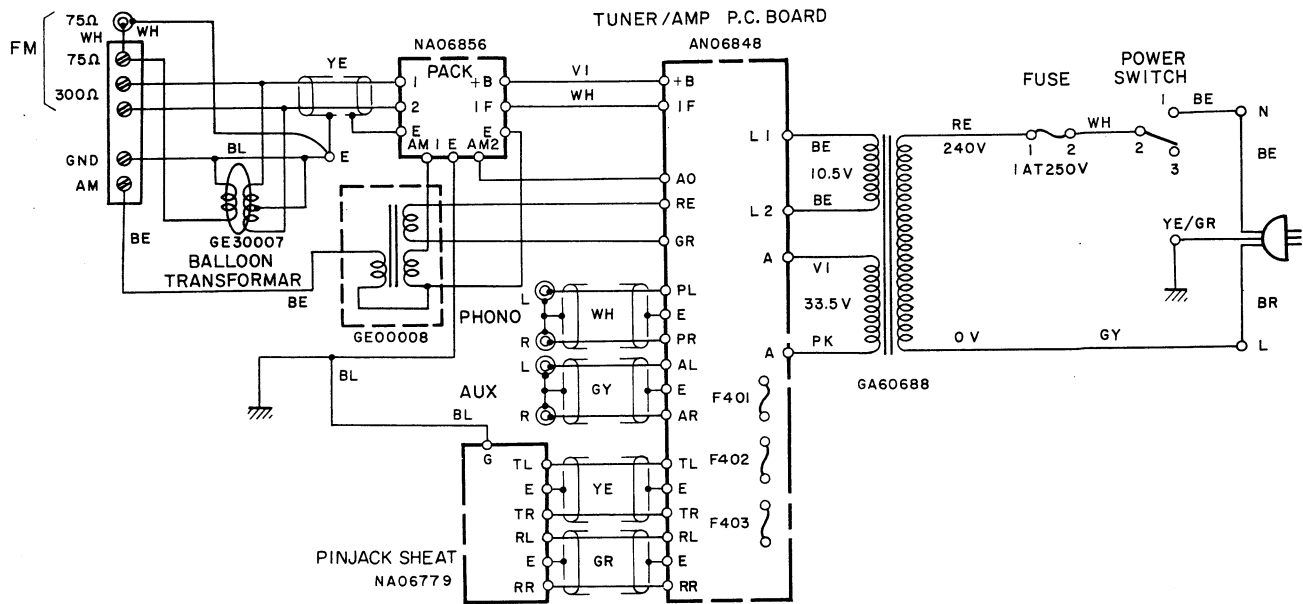 TUNER/AMP P.C. BOARD
75Ω
WH
WH
FM
75Ω
300Ω
GND
AM
BL
YE
E
BE
GE30007
BALLOON
TRANSFORMAR
BE
NA06856
PACK
1
2
E
+B
IF
E
AM1 E AM2
VI
WH
GE00008
AN06848
+B
IF
AO
RE
GR
PL
E
PR
AL
E
AR
TL
E
TR
RL
E
RR
L1
L2
A
A
F401
F402
F403
PHONO
L
R
WH
AUX
L
R
GY
BL
BL
G
TL
E
TR
RL
E
RR
YE
GR
PINJACK SHEAT
NA06779
BE
10.5V
BE
VI
33.5V
PK
GA60688
RE
240V
0V
GY
FUSE
1
2
1AT250V
WH
POWER
SWITCH
1
2
3
BE
N
BE
YE/GR
BR
L